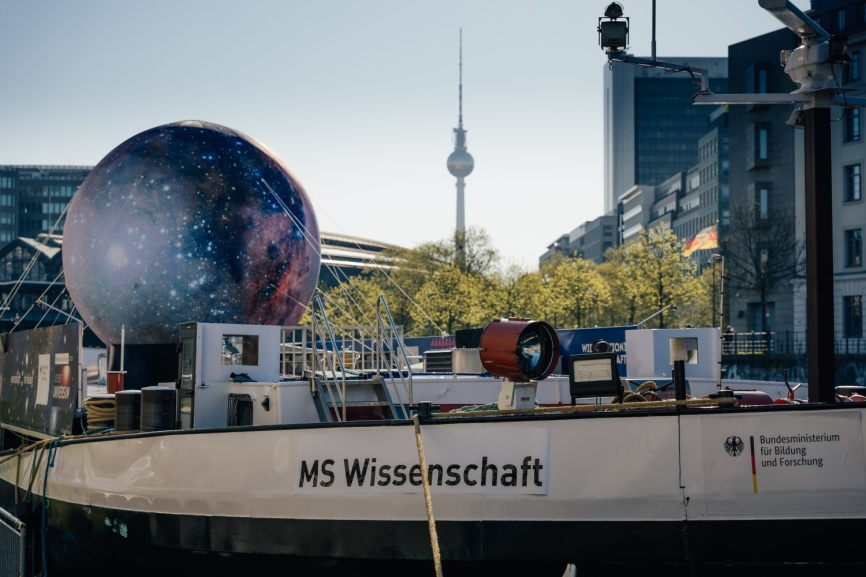 MS Wissenschaft
Bundesministerium
für Bildung
und Forschung